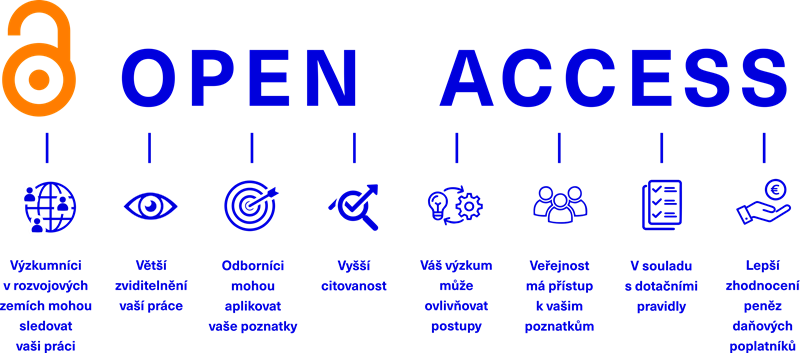 OPEN ACCESS
Výzkumníci
v rozvojových
zemích mohou
sledovat
vaši práci
Větší
zviditelnění
vaší práce
Odborníci
mohou
aplikovat
vaše poznatky
Vyšší
citovanost
Váš výzkum
může
ovlivňovat
postupy
Veřejnost
má přístup
k vašim
poznatkům
V souladu
s dotačními
pravidly
Lepší
zhodnocení
peněz
daňových
poplatníků